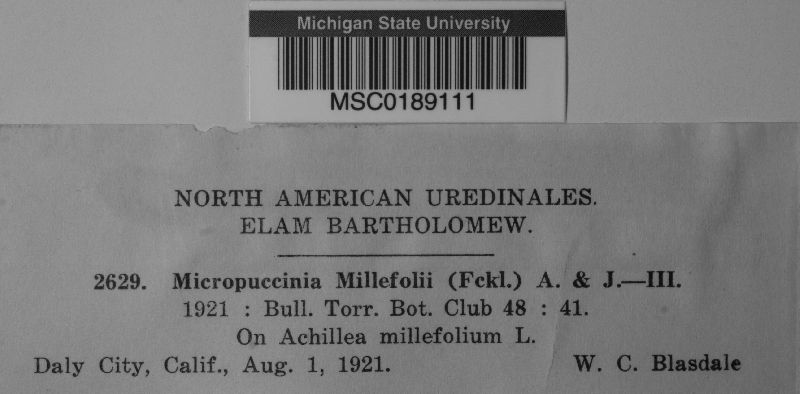 Michigan State University
MSC0189111
NORTH AMERICAN UREDINALES.
ELAM BARTHOLOMEW.
2629. Micropuccinia Millefolii (Fckl.) A. & J.—III.
1921 : Bull. Torr. Bot. Club 48 : 41.
On Achillea millefolium L.
Daly City, Calif., Aug. 1, 1921. W. C. Blasdale